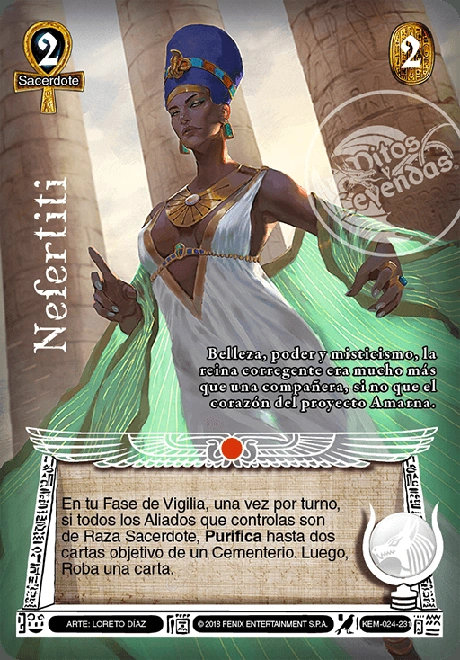 2
Sacerdote
2
Mitos
y
Leyendas
Nefertiti
Belleza, poder y misticismo, la
reina corregente era mucho más
que una compañera, si no que el
corazón del proyecto Amarna.
En tu Fase de Vigilia, una vez por turno,
si todos los Aliados que controlas son
de Raza Sacerdote, Purifica hasta dos
cartas objetivo de un Cementerio. Luego,
Roba una carta.
ARTE: LORETO DÍAZ
© 2018 FENIX ENTERTAINMENT S.P.A.
KEM-024-23